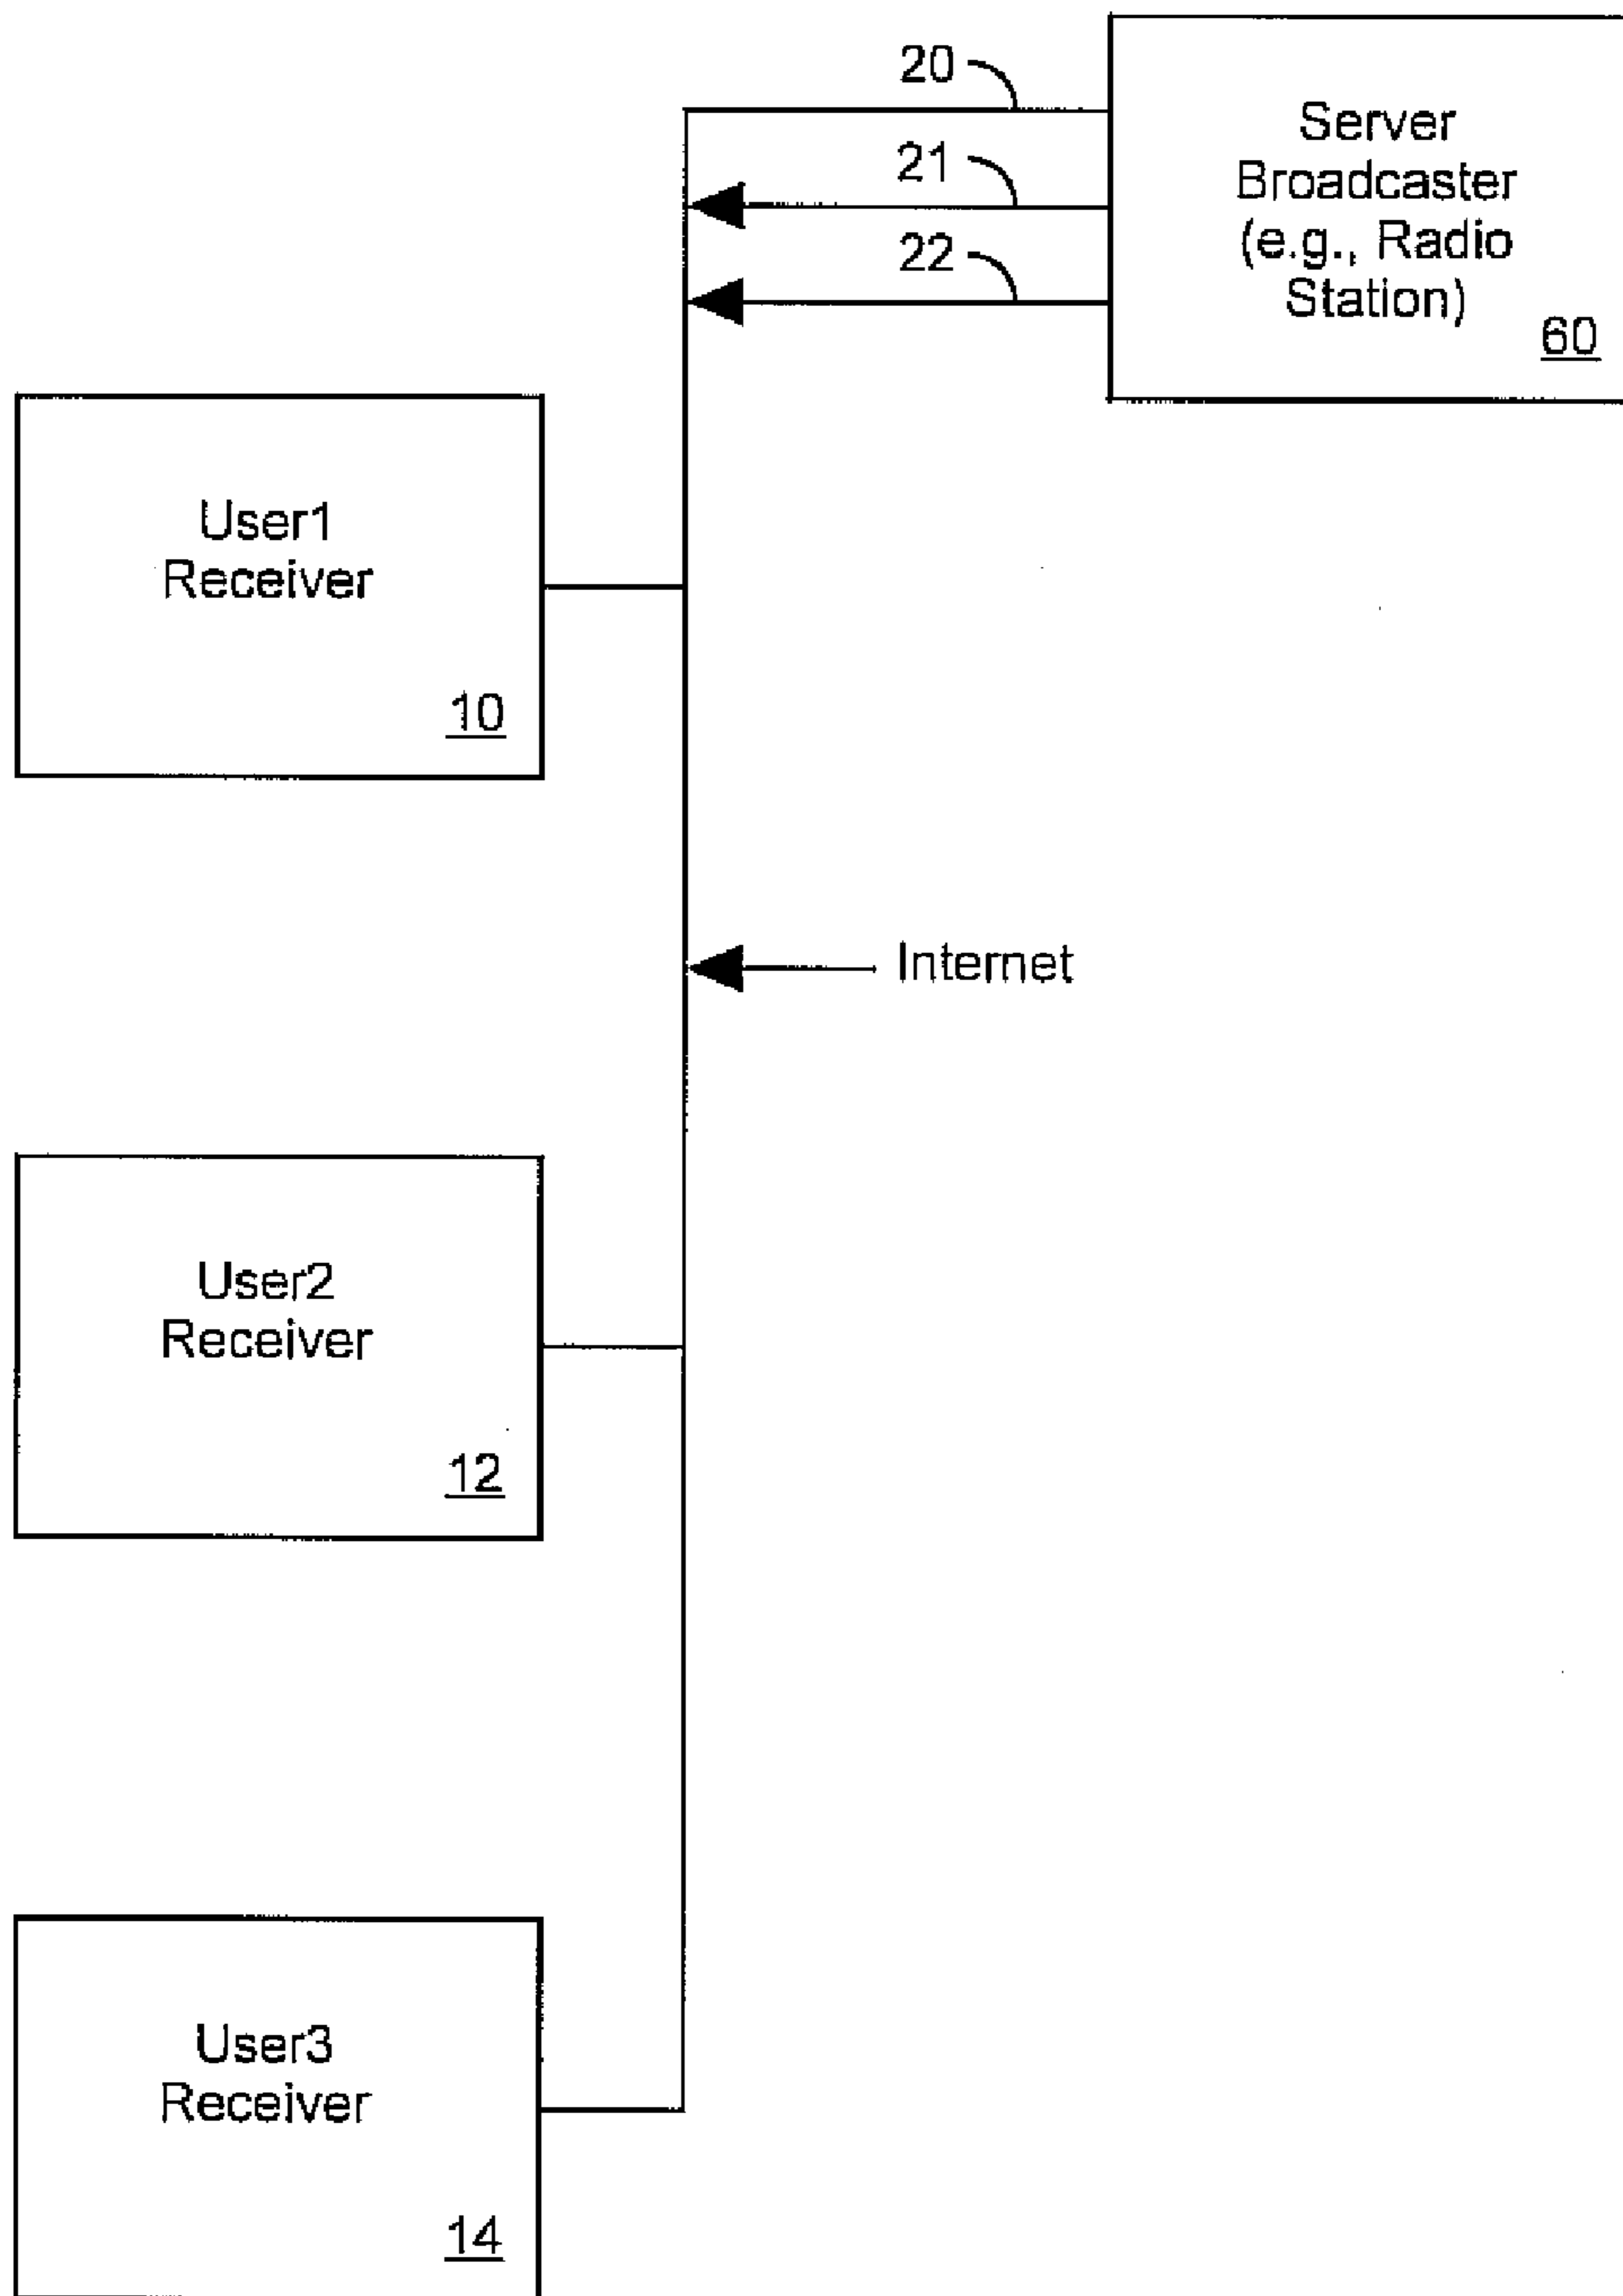 20
21
22
Server
Broadcaster
(e.g., Radio
Station)
60
User1
Receiver
10
Internet
User2
Receiver
12
User3
Receiver
14